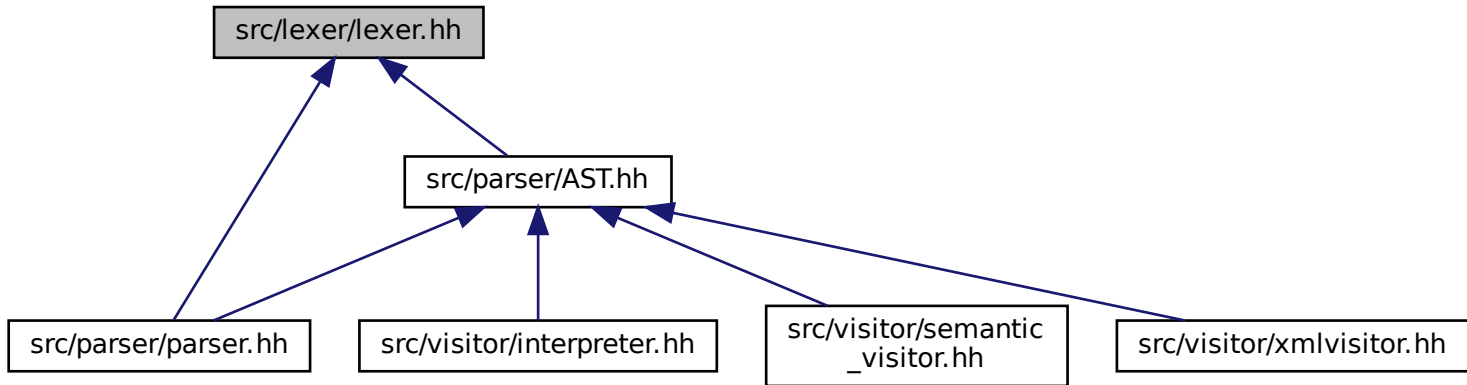 src/lexer/lexer.hh
src/parser/AST.hh
src/parser/parser.hh
src/visitor/interpreter.hh
src/visitor/semantic
_visitor.hh
src/visitor/xmlvisitor.hh